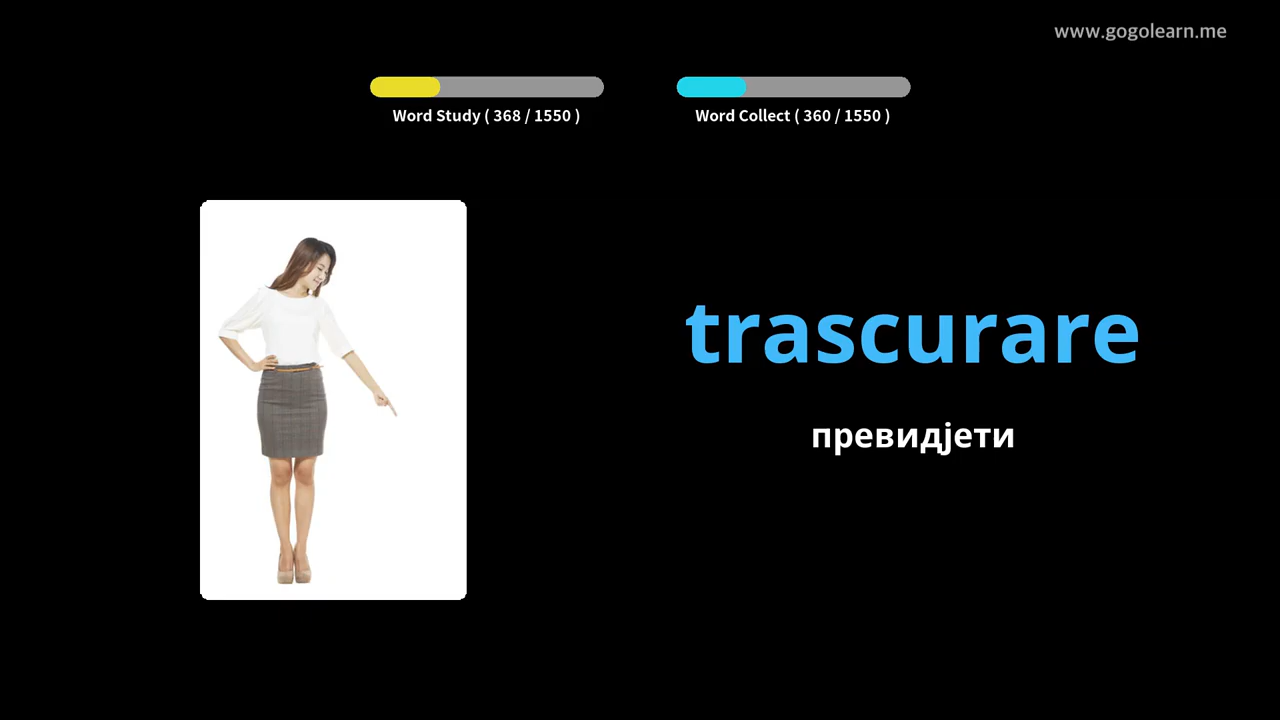 www.gogolearn.me
Word Study ( 368 / 1550 )
Word Collect ( 360 / 1550 )
trascurare
превидјети